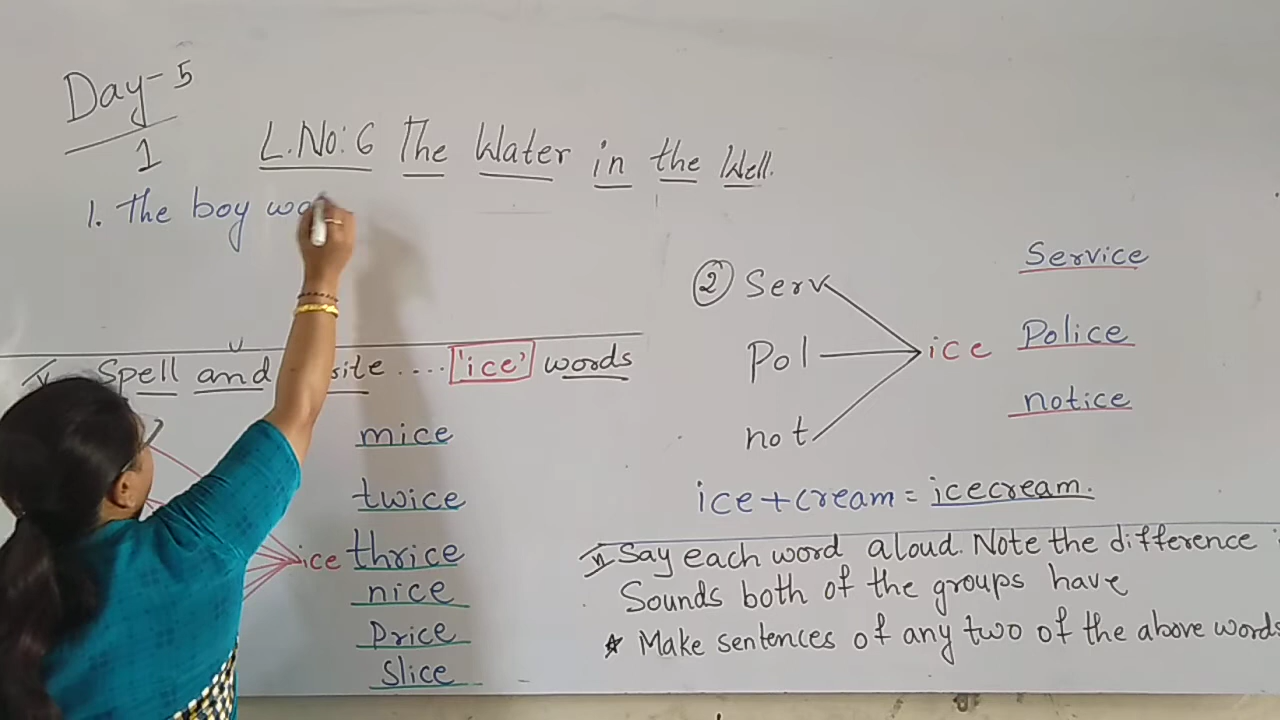 Day-5
1
L.No:6 The Water in the Well.
1. The boy wa
V Spell and ... 'ice' words
mice
twice
ice thrice
nice
Price
Slice
② Serv
Pol
not
ice
Service
Police
notice
ice+cream = icecream.
VI Say each word aloud. Note the difference
Sounds both of the groups have
* Make sentences of any two of the above words